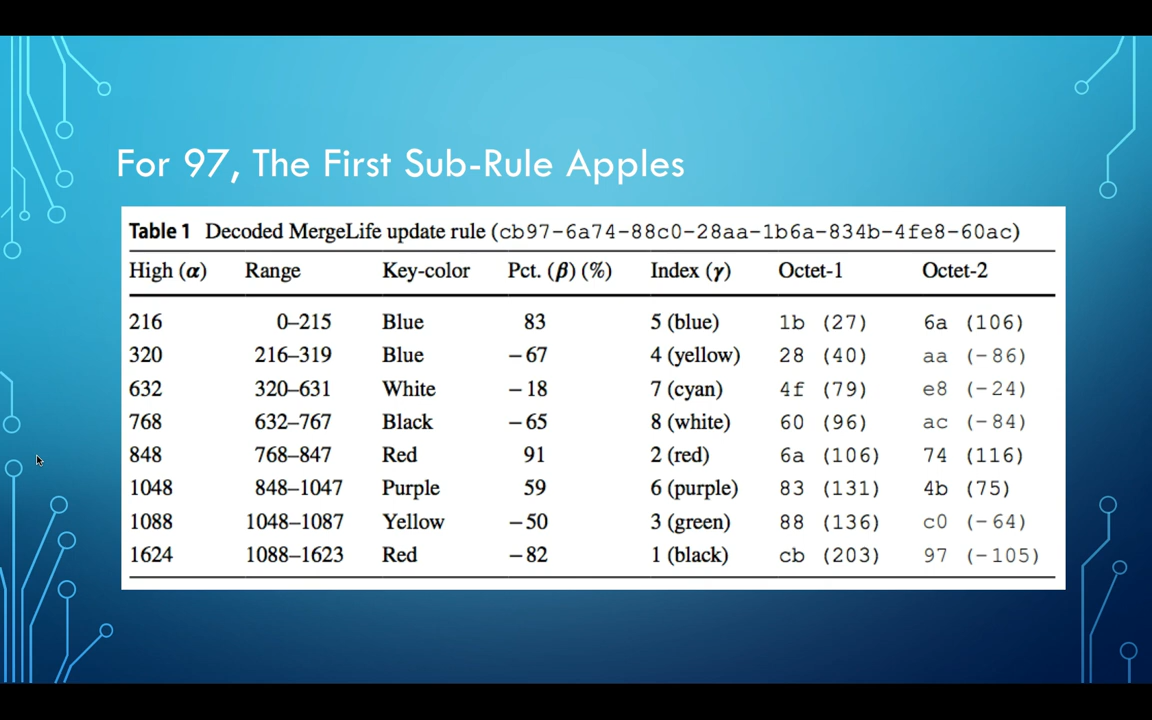 For 97, The First Sub-Rule Apples
Table 1 Decoded MergeLife update rule (cb97-6a74-88c0-28aa-1b6a-834b-4fe8-60ac)
High (α) Range Key-color Pct. (β) (%) Index (γ) Octet-1 Octet-2
216 0–215 Blue 83 5 (blue) 1b (27) 6a (106)
320 216–319 Blue −67 4 (yellow) 28 (40) aa (−86)
632 320–631 White −18 7 (cyan) 4f (79) e8 (−24)
768 632–767 Black −65 8 (white) 60 (96) ac (−84)
848 768–847 Red 91 2 (red) 6a (106) 74 (116)
1048 848–1047 Purple 59 6 (purple) 83 (131) 4b (75)
1088 1048–1087 Yellow −50 3 (green) 88 (136) c0 (−64)
1624 1088–1623 Red −82 1 (black) cb (203) 97 (−105)